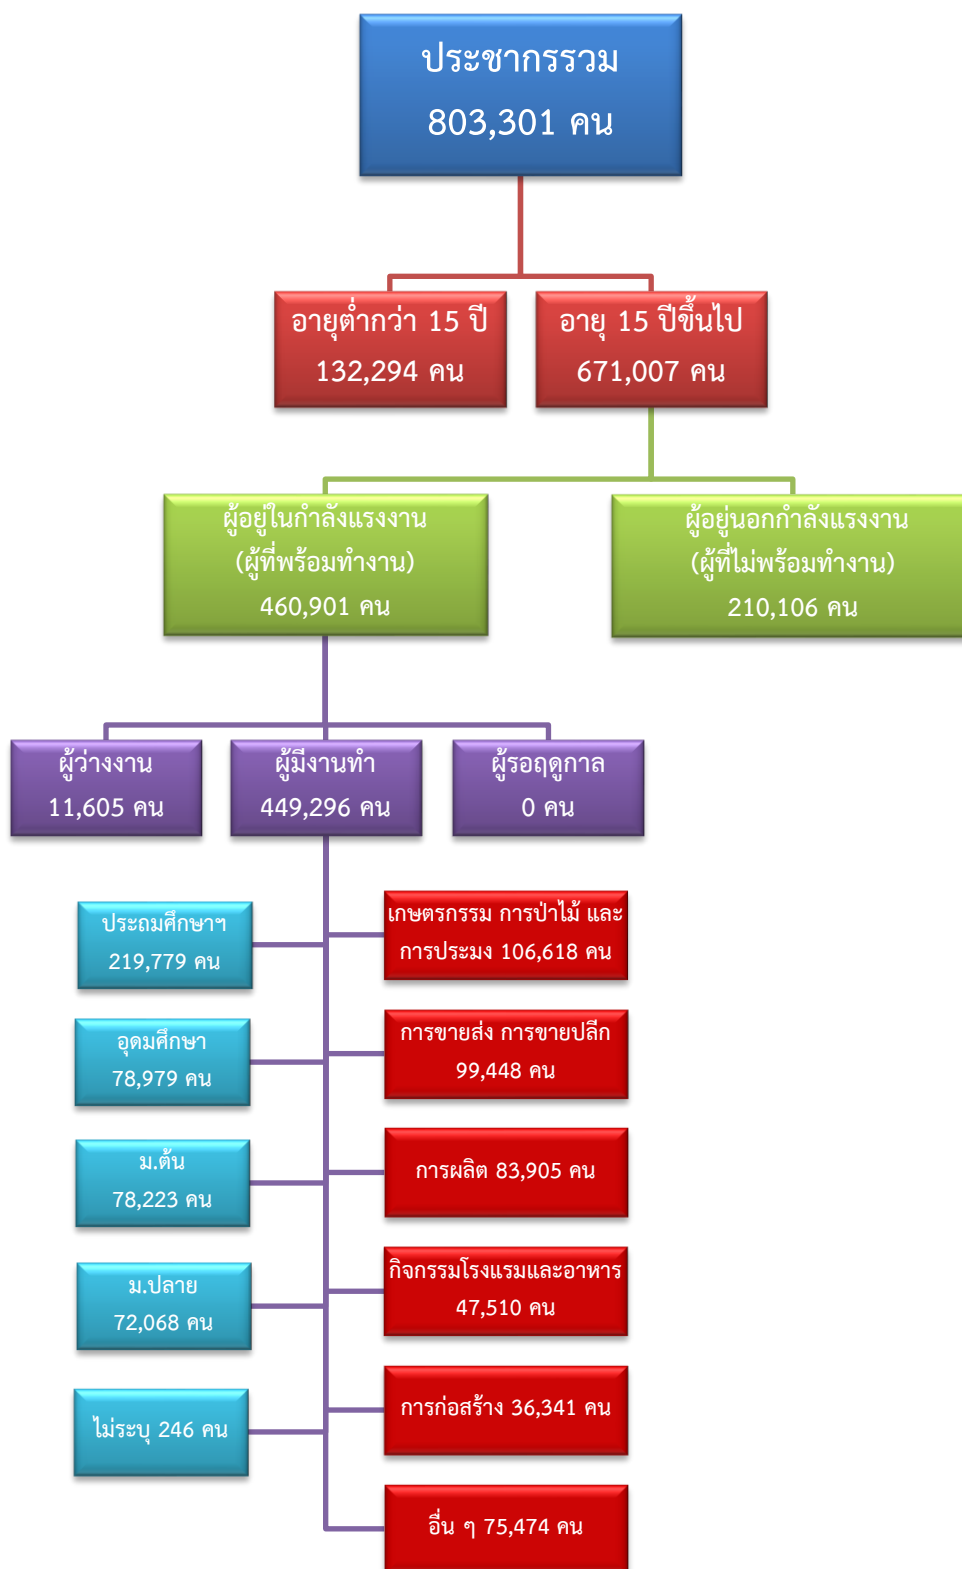 ประชากรรวม
803,301 คน
อายุต่ำกว่า 15 ปี
132,294 คน
อายุ 15 ปีขึ้นไป
671,007 คน
ผู้อยู่ในกำลังแรงงาน
(ผู้ที่พร้อมทำงาน)
460,901 คน
ผู้อยู่นอกกำลังแรงงาน
(ผู้ที่ไม่พร้อมทำงาน)
210,106 คน
ผู้ว่างงาน
11,605 คน
ผู้มีงานทำ
449,296 คน
ผู้รอฤดูกาล
0 คน
ประถมศึกษาฯ
219,779 คน
อุดมศึกษา
78,979 คน
ม.ต้น
78,223 คน
ม.ปลาย
72,068 คน
ไม่ระบุ 246 คน
เกษตรกรรม การป่าไม้ และ
การประมง 106,618 คน
การขายส่ง การขายปลีก
99,448 คน
การผลิต 83,905 คน
กิจกรรมโรงแรมและอาหาร
47,510 คน
การก่อสร้าง 36,341 คน
อื่น ๆ 75,474 คน